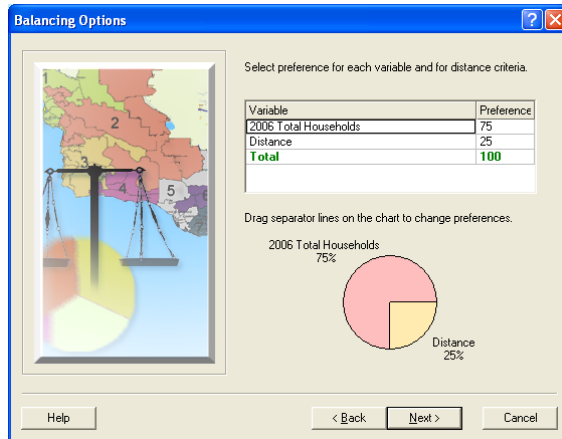 Balancing Options
Select preference for each variable and for distance criteria.
Variable Preference
2006 Total Households 75
Distance 25
Total 100
Drag separator lines on the chart to change preferences.
2006 Total Households
75%
Distance
25%
1
2
3
4
5
Help < Back Next > Cancel